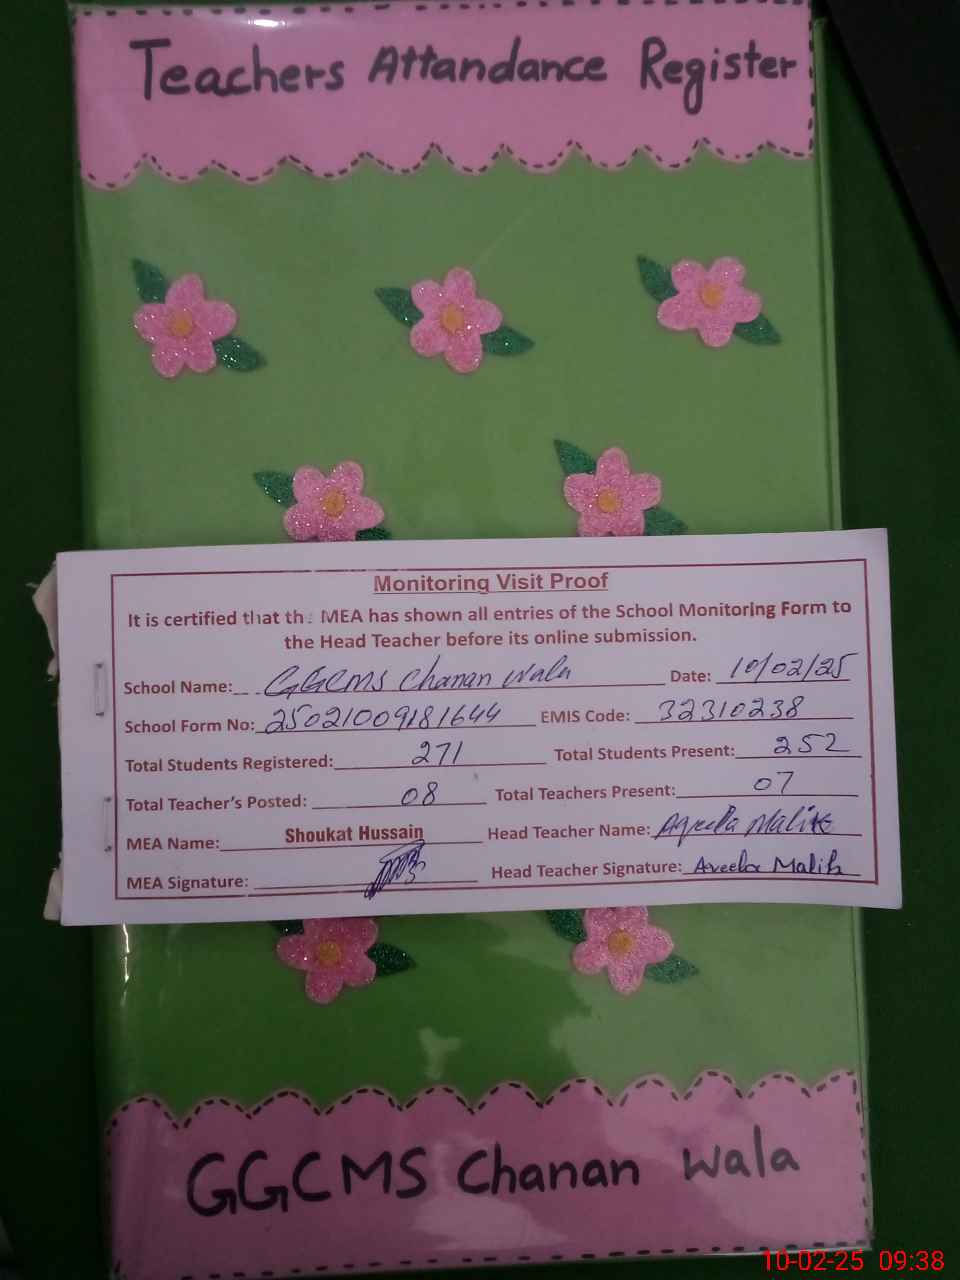 Teachers Attandance Register
Monitoring Visit Proof
It is certified that the MEA has shown all entries of the School Monitoring Form to
the Head Teacher before its online submission.
School Name: GGCMS Chanan wala Date: 10/02/25
School Form No: 25021009181644 EMIS Code: 32310238
Total Students Registered: 271 Total Students Present: 252
Total Teacher's Posted: 08 Total Teachers Present: 07
MEA Name: Shoukat Hussain Head Teacher Name: Aqeela Malik
MEA Signature: Head Teacher Signature: Aqeela Malik
GGCMS Chanan Wala
10-02-25 09:38